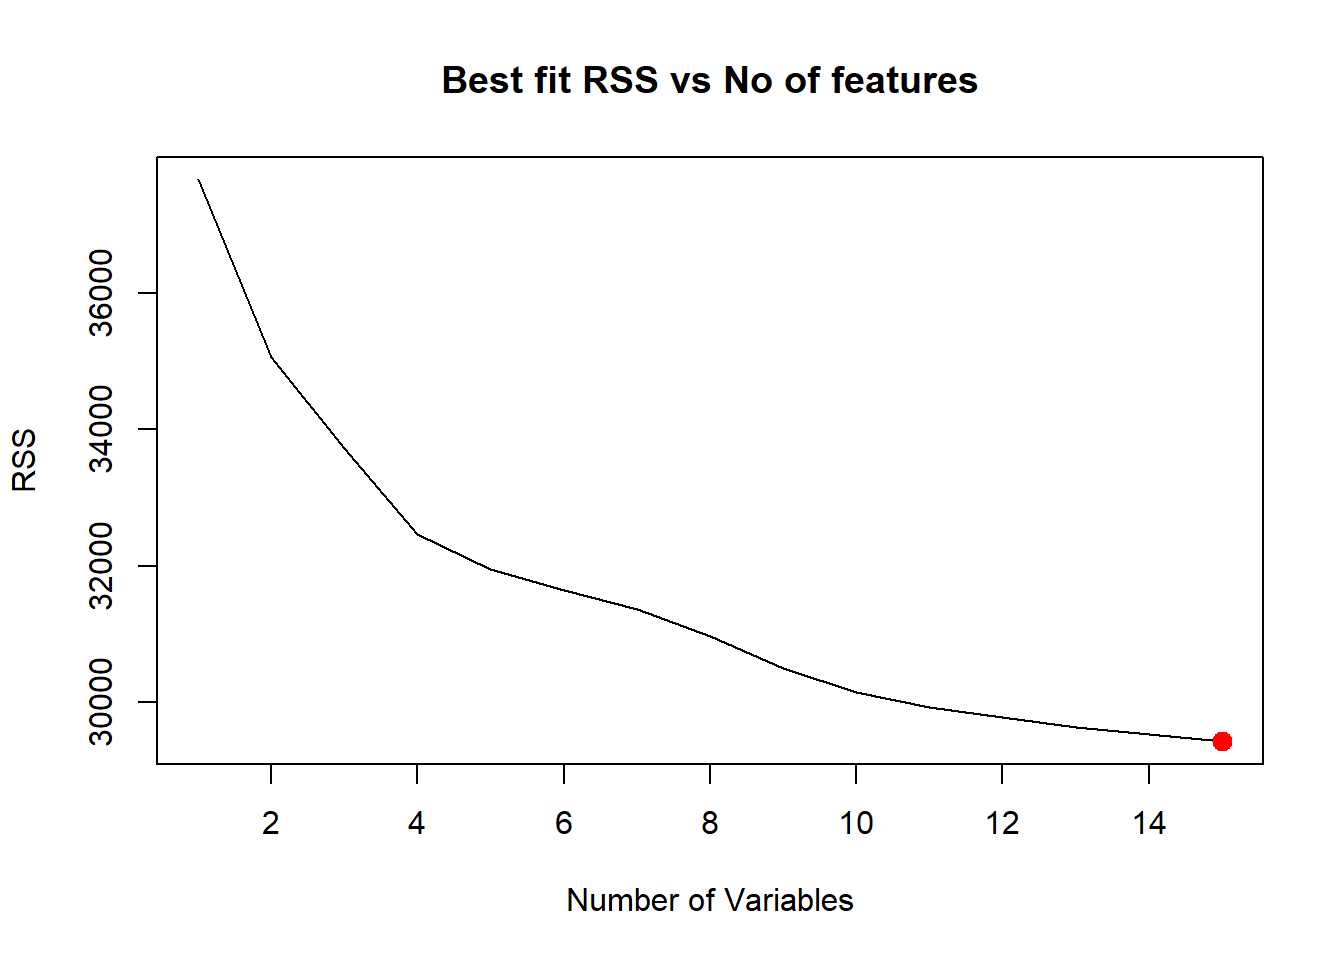 Best fit RSS vs No of features
RSS
36000
34000
32000
30000
2 4 6 8 10 12 14
Number of Variables